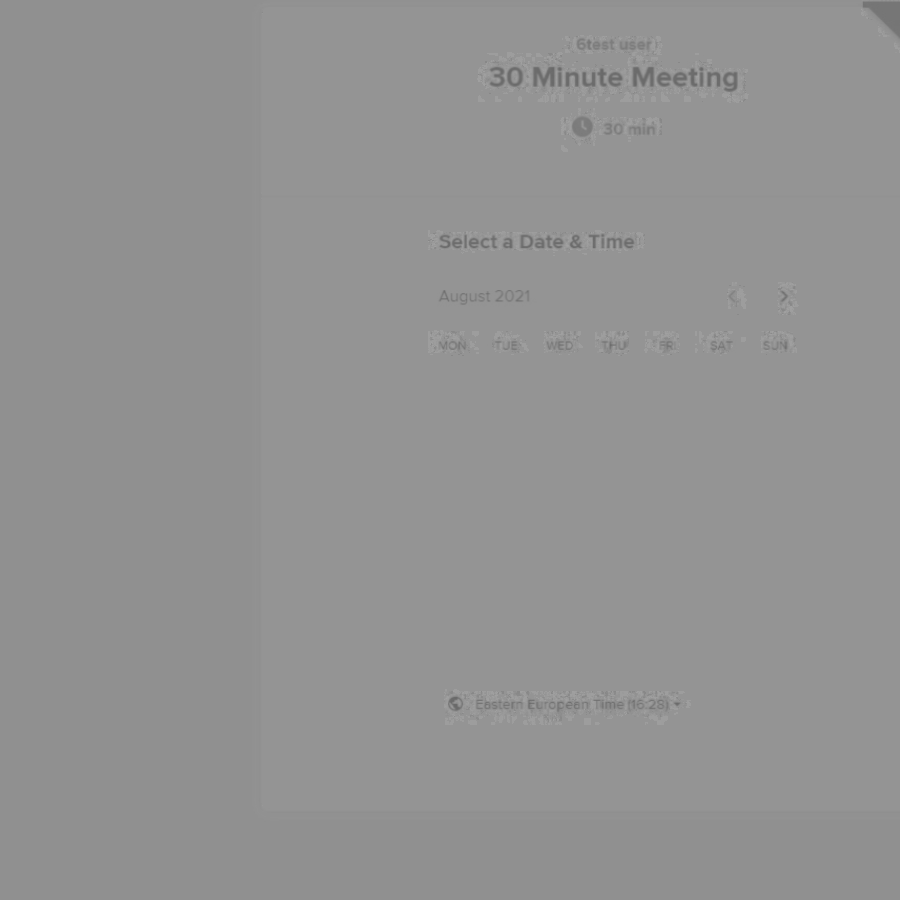 6test user
30 Minute Meeting
30 min
Select a Date & Time
August 2021
MON TUE WED THU FRI SAT SUN
Eastern European Time (16:28)